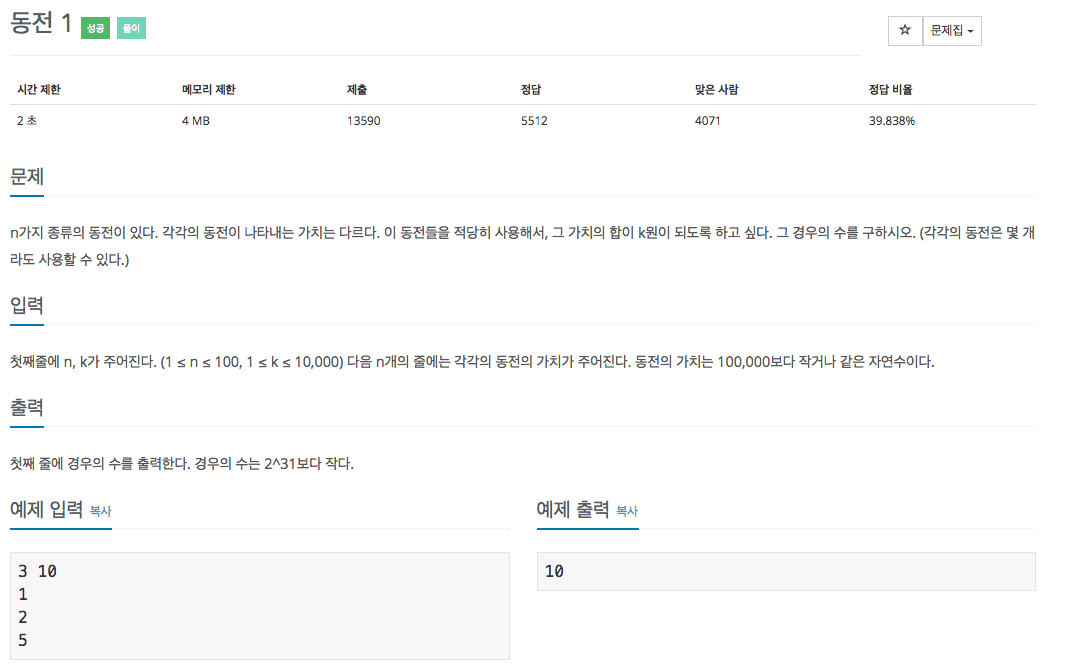 동전 1 성공 풀이
☆ 문제집
시간 제한 메모리 제한 제출 정답 맞은 사람 정답 비율
2 초 4 MB 13590 5512 4071 39.838%
문제
n가지 종류의 동전이 있다. 각각의 동전이 나타내는 가치는 다르다. 이 동전들을 적당히 사용해서, 그 가치의 합이 k원이 되도록 하고 싶다. 그 경우의 수를 구하시오. (각각의 동전은 몇 개
라도 사용할 수 있다.)
입력
첫째줄에 n, k가 주어진다. (1 ≤ n ≤ 100, 1 ≤ k ≤ 10,000) 다음 n개의 줄에는 각각의 동전의 가치가 주어진다. 동전의 가치는 100,000보다 작거나 같은 자연수이다.
출력
첫째 줄에 경우의 수를 출력한다. 경우의 수는 2^31보다 작다.
예제 입력 복사
3 10
1
2
5
예제 출력 복사
10